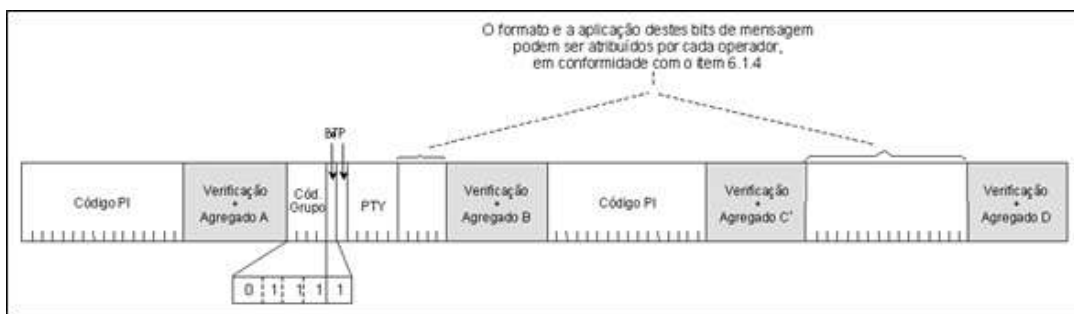 O formato e a aplicação destes bits de mensagem
podem ser atribuídos por cada operador,
em conformidade com o item 6.1.4
TP
Código PI
Verificação
+
Agregado A
Cód.
Grupo
PTY
Verificação
+
Agregado B
Código PI
Verificação
+
Agregado C'
Verificação
+
Agregado D
0 1 1 1 1